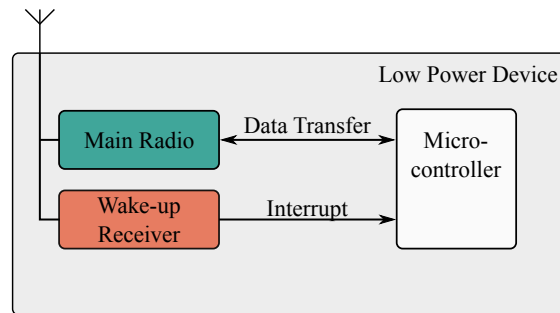 Low Power Device
Main Radio
Data Transfer
Micro-
controller
Wake-up
Receiver
Interrupt